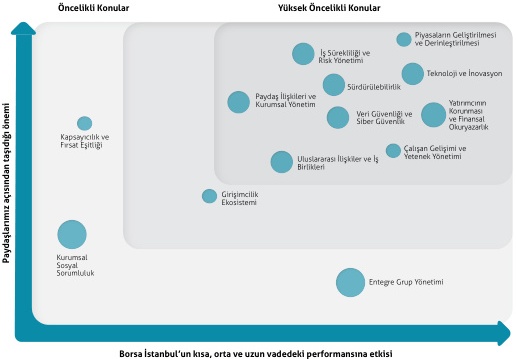 Öncelikli Konular
Yüksek Öncelikli Konular
Paydaşlarımız açısından taşıdığı önemi
Piyasaların Geliştirilmesi
ve Derinleştirilmesi
İş Sürekliliği ve
Risk Yönetimi
Teknoloji ve İnovasyon
Sürdürülebilirlik
Paydaş İlişkileri ve
Kurumsal Yönetim
Yatırımcının
Korunması
ve Finansal
Okuryazarlık
Veri Güvenliği ve
Siber Güvenlik
Kapsayıcılık ve
Fırsat Eşitliği
Çalışan Gelişimi ve
Yetenek Yönetimi
Uluslararası İlişkiler ve İş
Birlikleri
Girişimcilik
Ekosistemi
Kurumsal
Sosyal
Sorumluluk
Entegre Grup Yönetimi
Borsa İstanbul'un kısa, orta ve uzun vadedeki performansına etkisi